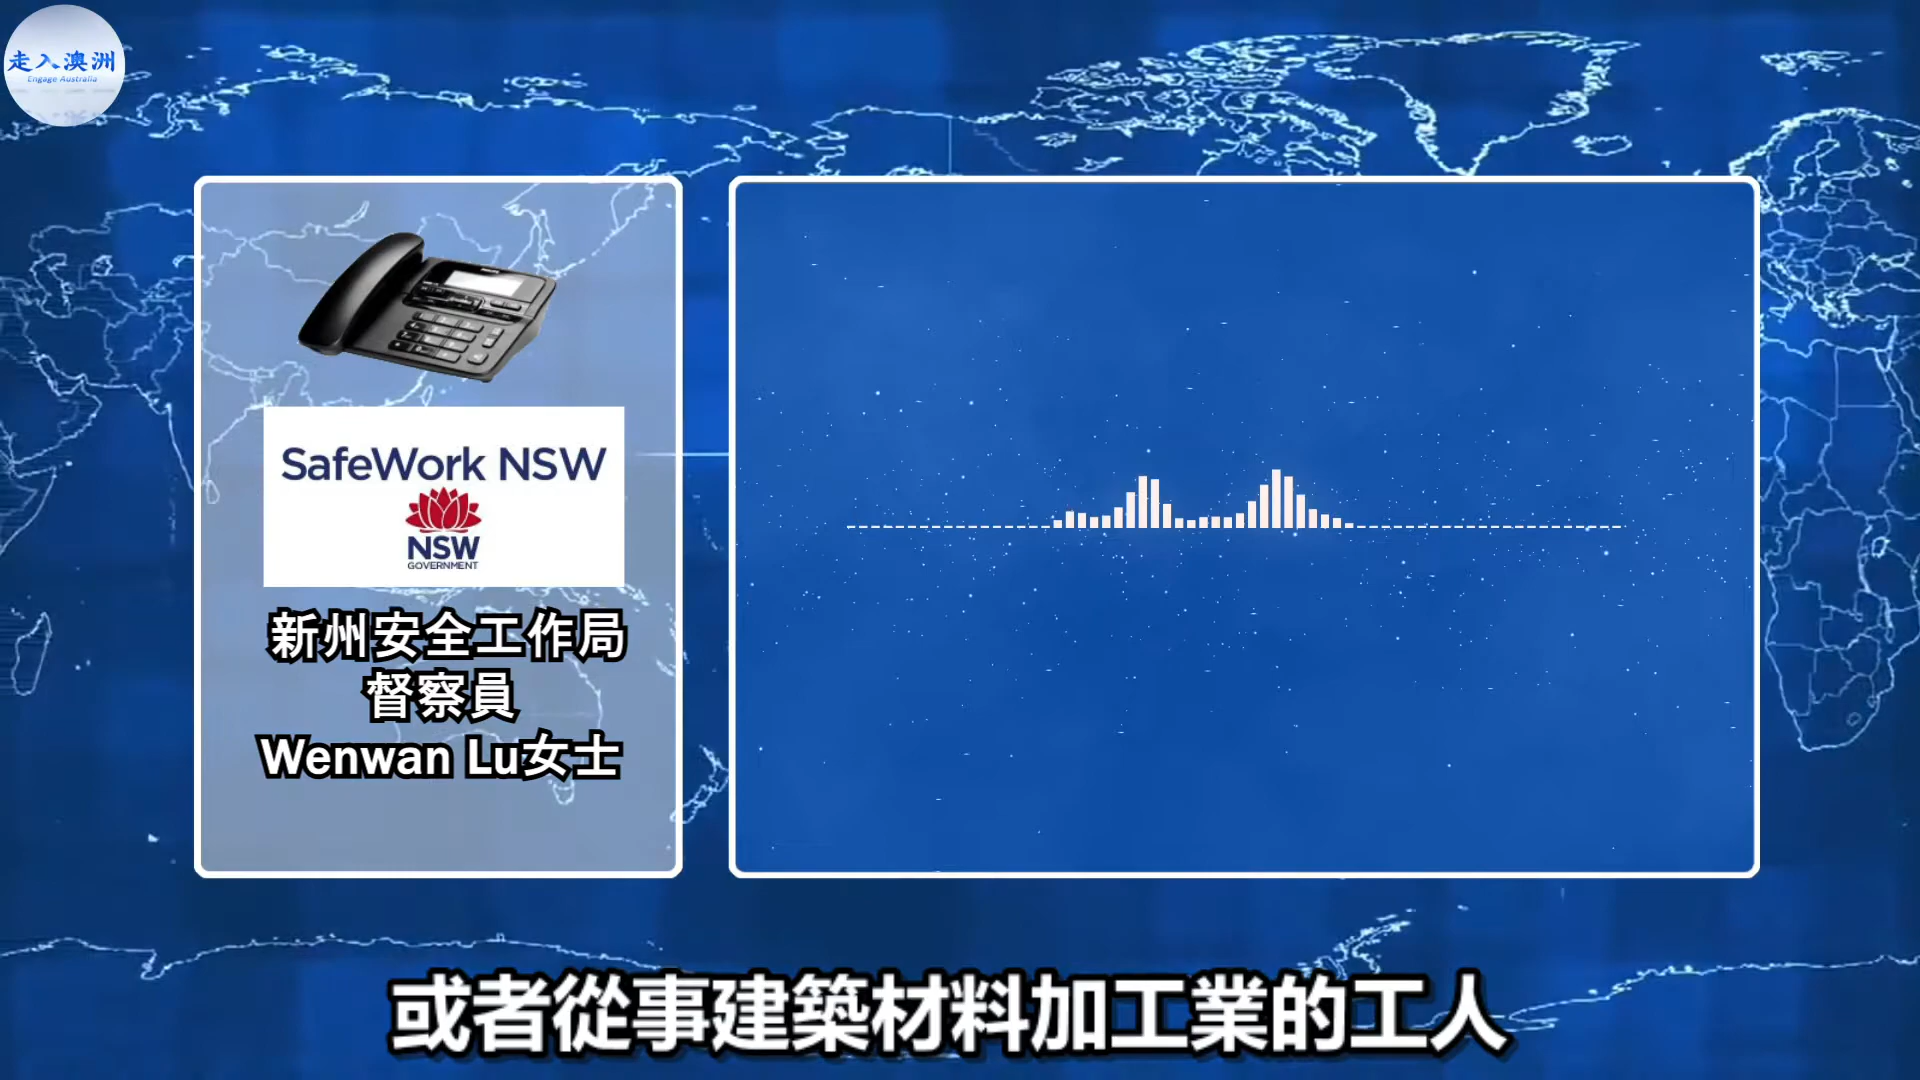 走入澳洲
Engage Australia
SafeWork NSW
NSW
GOVERNMENT
新州安全工作局
督察員
Wenwan Lu女士
或者從事建築材料加工業的工人